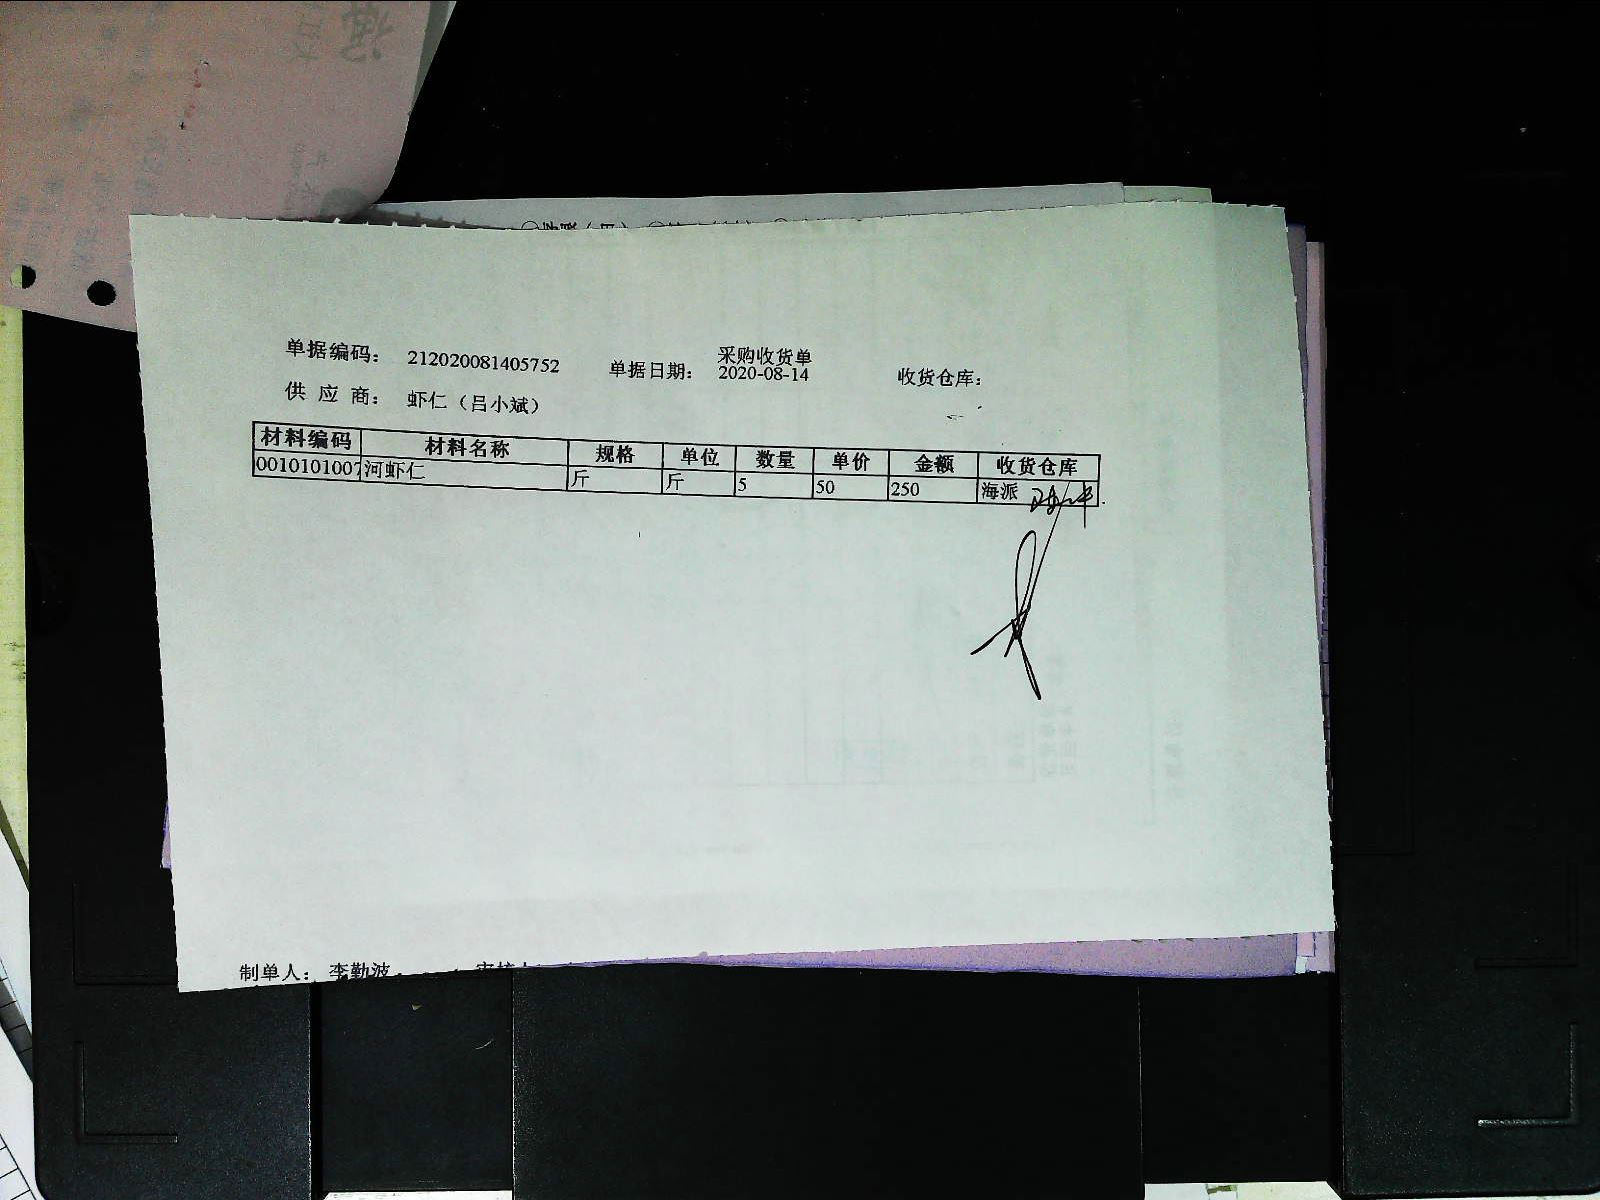 采购收货单
单据编码： 212020081405752 单据日期： 2020-08-14 收货仓库：
供 应 商： 虾仁（吕小斌）
材料编码 材料名称 规格 单位 数量 单价 金额 收货仓库
0010101007 河虾仁 斤 斤 5 50 250 海派
制单人： 李勤波